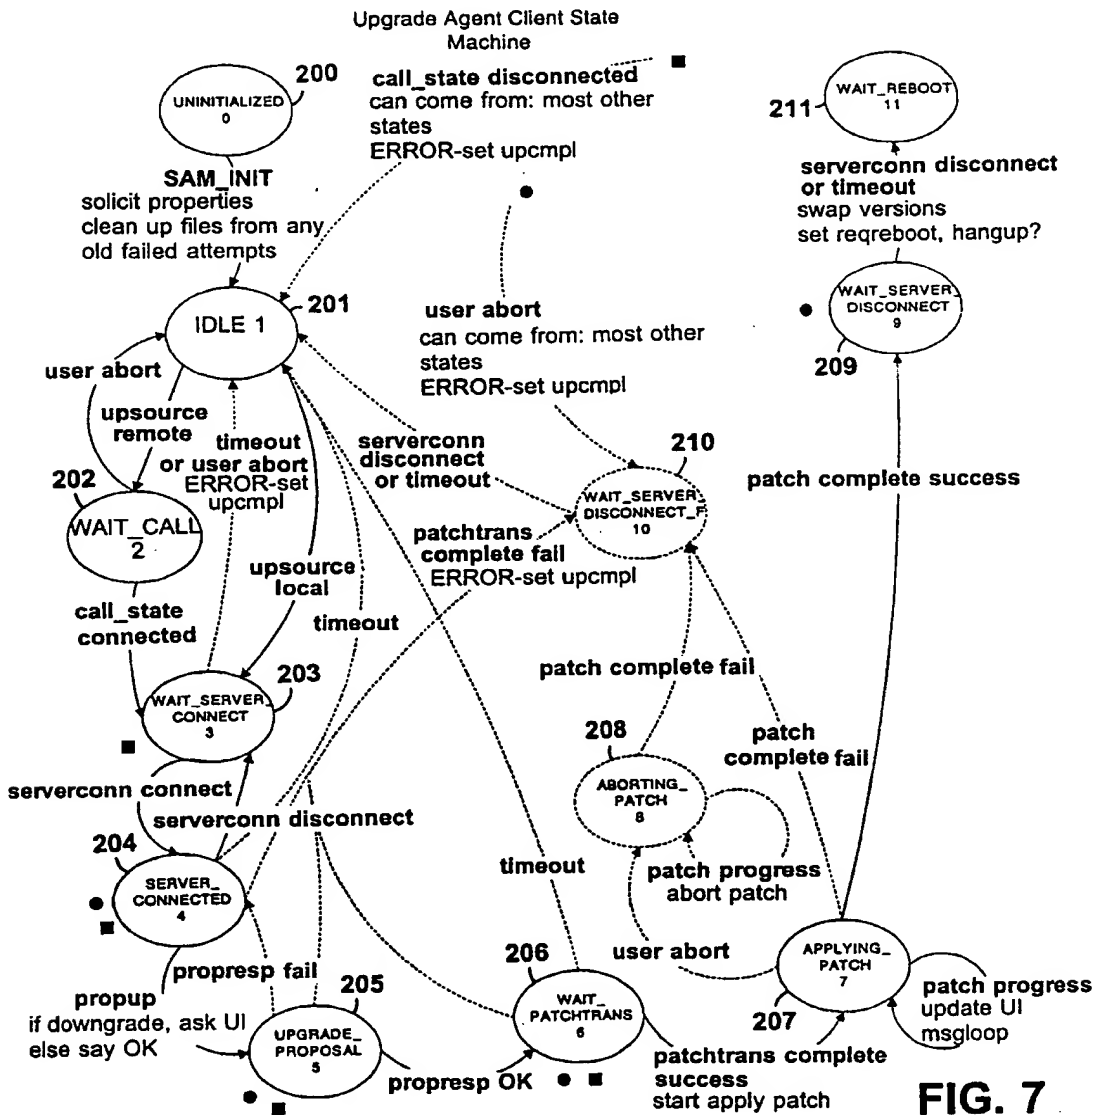 Upgrade Agent Client State
Machine
200
UNINITIALIZED
0
call_state disconnected
can come from: most other
states
ERROR-set upcmpl
WAIT_REBOOT
11
211
SAM_INIT
solicit properties
clean up files from any
old failed attempts
serverconn disconnect
or timeout
swap versions
set reqreboot, hangup?
201
IDLE 1
WAIT_SERVER_
DISCONNECT
9
209
user abort
can come from: most other
states
ERROR-set upcmpl
user abort
upsource
remote
timeout
or user abort
ERROR-set
upcmpl
serverconn
disconnect
or timeout
210
WAIT_SERVER_
DISCONNECT_F
10
patch complete success
202
WAIT_CALL
2
patchtrans
complete fail
ERROR-set upcmpl
upsource
local
call_state
connected
timeout
patch complete fail
203
WAIT_SERVER_
CONNECT
3
208
ABORTING_
PATCH
8
patch
complete fail
serverconn connect
serverconn disconnect
204
SERVER_
CONNECTED
4
timeout
patch progress
abort patch
user abort
APPLYING_
PATCH
7
207
patch progress
update UI
msgloop
propresp fail
propup
if downgrade, ask UI
else say OK
205
UPGRADE_
PROPOSAL
5
206
WAIT_
PATCHTRANS
6
propresp OK
patchtrans complete
success
start apply patch
FIG. 7